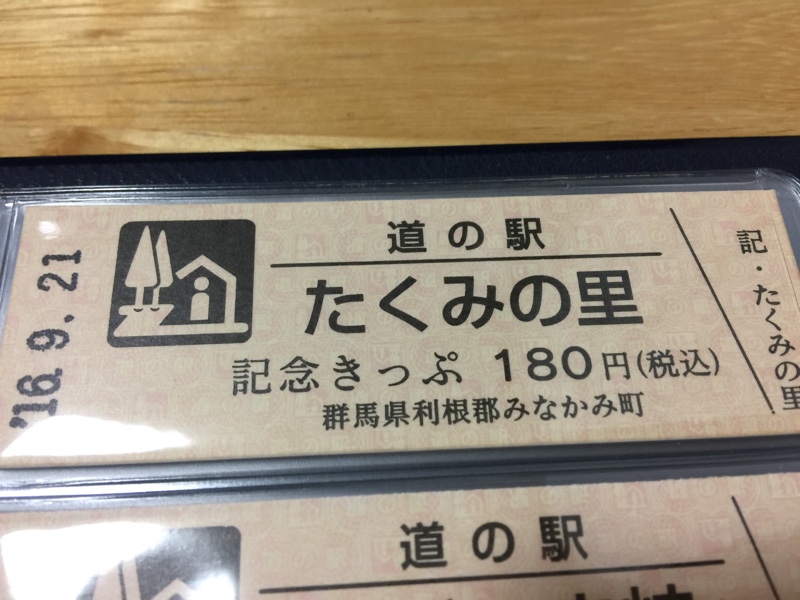 '16.9.21
道の駅
たくみの里
記念きっぷ 180円(税込)
群馬県利根郡みなかみ町
記・たくみの里
道の駅